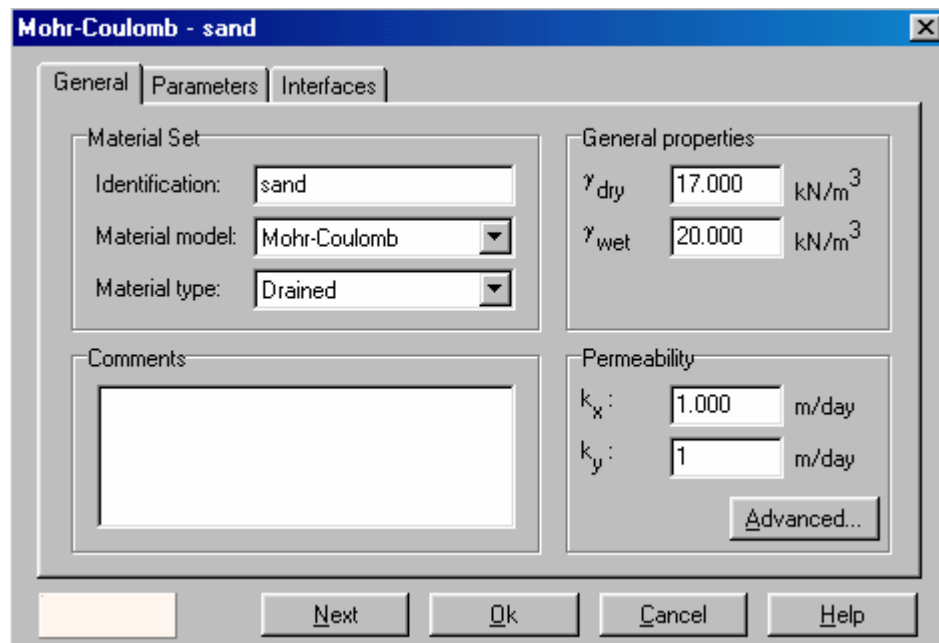 Mohr-Coulomb - sand
General Parameters Interfaces
Material Set
Identification: sand
Material model: Mohr-Coulomb
Material type: Drained
General properties
γdry 17.000 kN/m³
γwet 20.000 kN/m³
Comments
Permeability
kx : 1.000 m/day
ky : 1 m/day
Advanced...
Next Ok Cancel Help